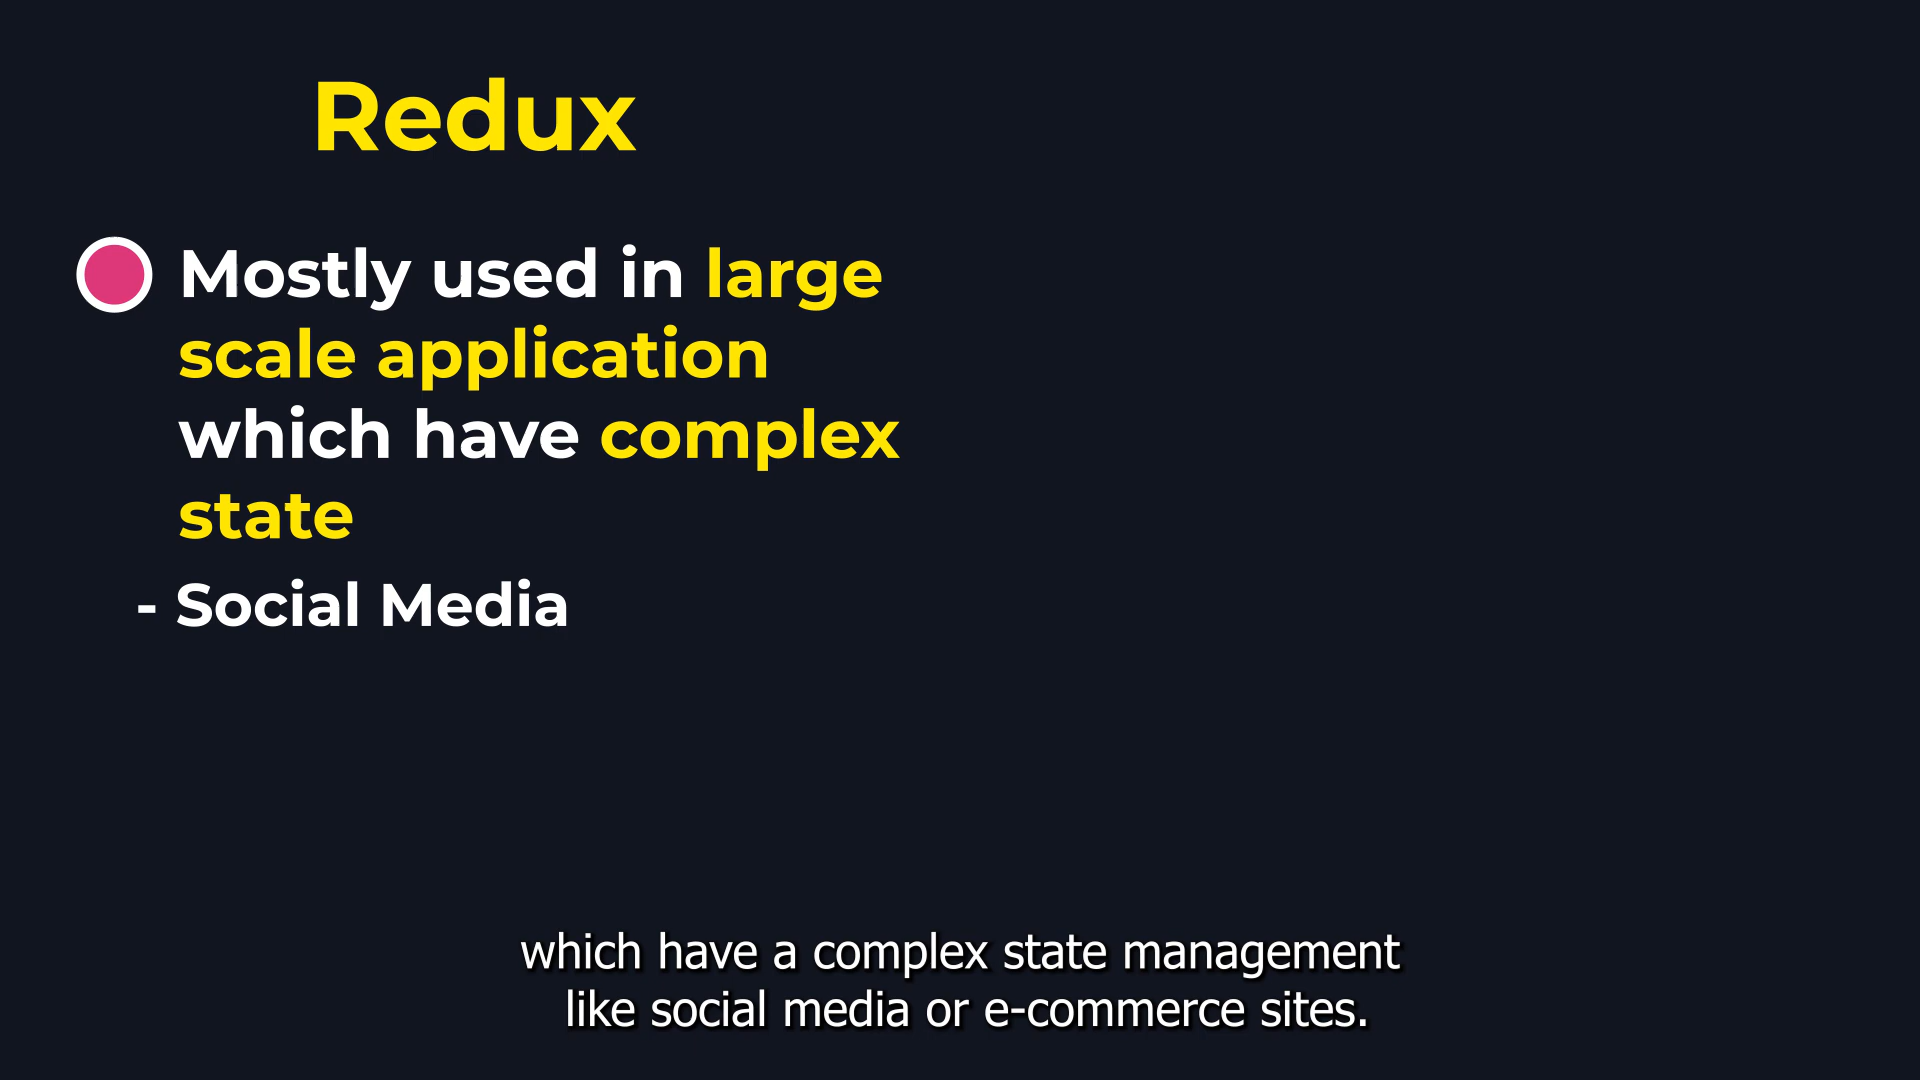 Redux
Mostly used in large
scale application
which have complex
state
- Social Media
which have a complex state management
like social media or e-commerce sites.